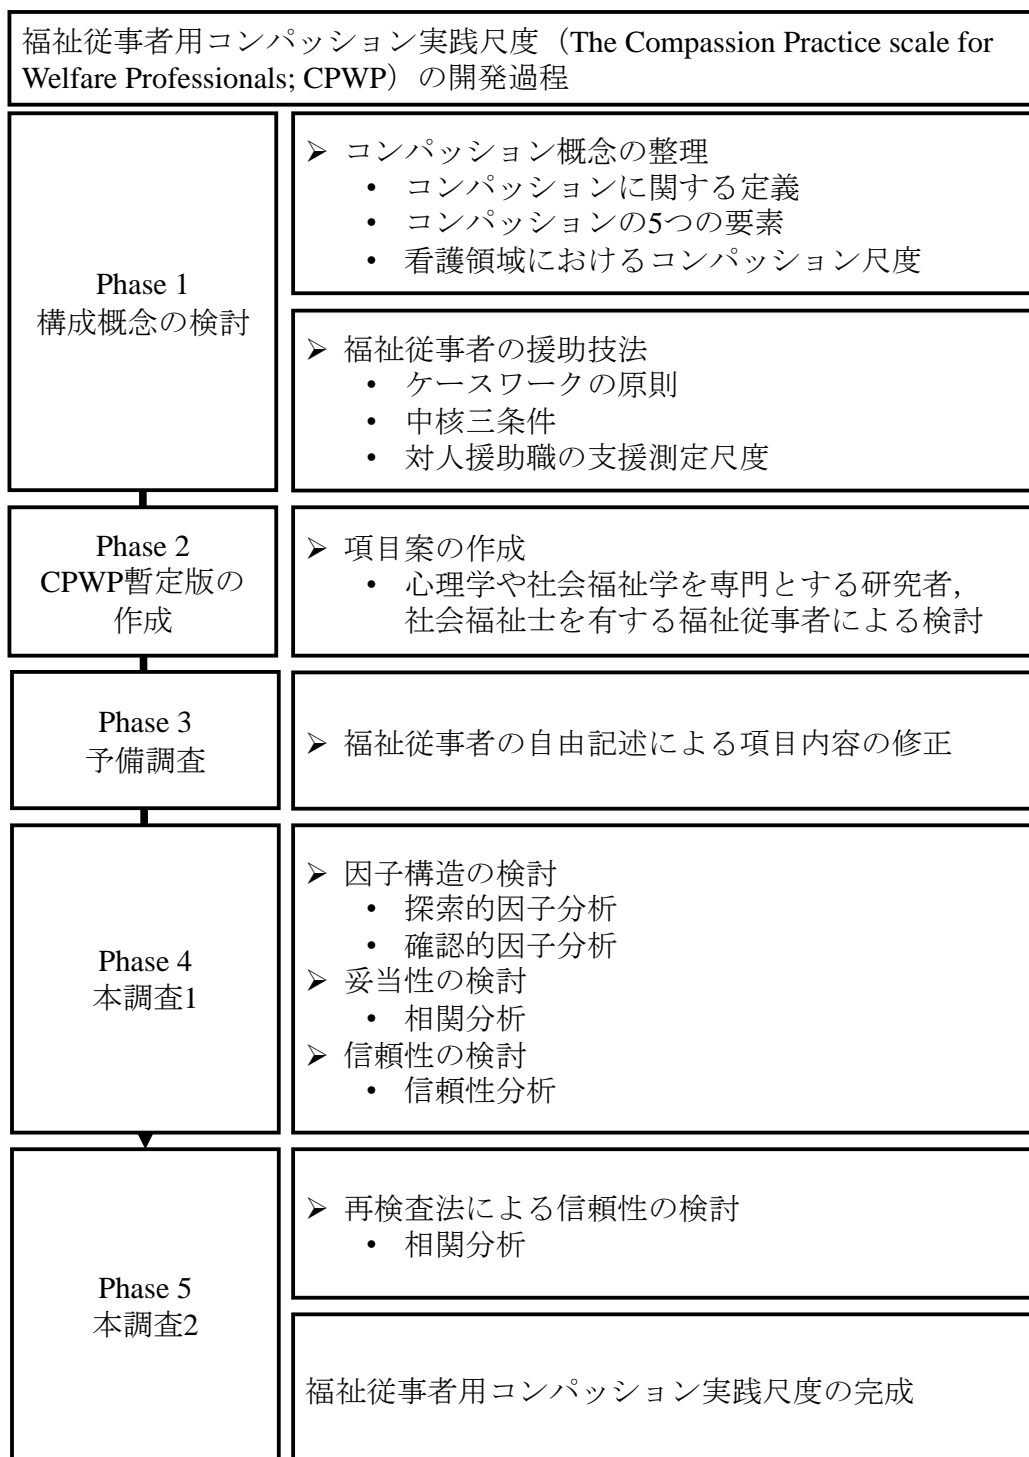 福祉従事者用コンパッション実践尺度（The Compassion Practice scale for
Welfare Professionals; CPWP）の開発過程
Phase 1
構成概念の検討
➢ コンパッション概念の整理
• コンパッションに関する定義
• コンパッションの5つの要素
• 看護領域におけるコンパッション尺度
➢ 福祉従事者の援助技法
• ケースワークの原則
• 中核三条件
• 対人援助職の支援測定尺度
Phase 2
CPWP暫定版の
作成
➢ 項目案の作成
• 心理学や社会福祉学を専門とする研究者，
社会福祉士を有する福祉従事者による検討
Phase 3
予備調査
➢ 福祉従事者の自由記述による項目内容の修正
Phase 4
本調査1
➢ 因子構造の検討
• 探索的因子分析
• 確認的因子分析
➢ 妥当性の検討
• 相関分析
➢ 信頼性の検討
• 信頼性分析
Phase 5
本調査2
➢ 再検査法による信頼性の検討
• 相関分析
福祉従事者用コンパッション実践尺度の完成